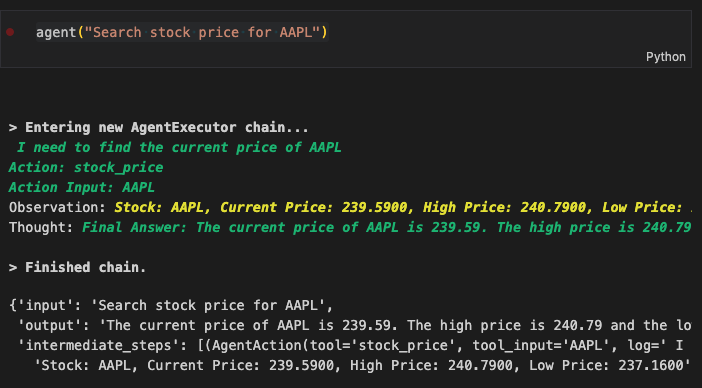 agent("Search stock price for AAPL")
Python
> Entering new AgentExecutor chain...
I need to find the current price of AAPL
Action: stock_price
Action Input: AAPL
Observation: Stock: AAPL, Current Price: 239.5900, High Price: 240.7900, Low Price:
Thought: Final Answer: The current price of AAPL is 239.59. The high price is 240.79
> Finished chain.
{'input': 'Search stock price for AAPL',
'output': 'The current price of AAPL is 239.59. The high price is 240.79 and the lo
'intermediate_steps': [(AgentAction(tool='stock_price', tool_input='AAPL', log=' I
'Stock: AAPL, Current Price: 239.5900, High Price: 240.7900, Low Price: 237.1600'